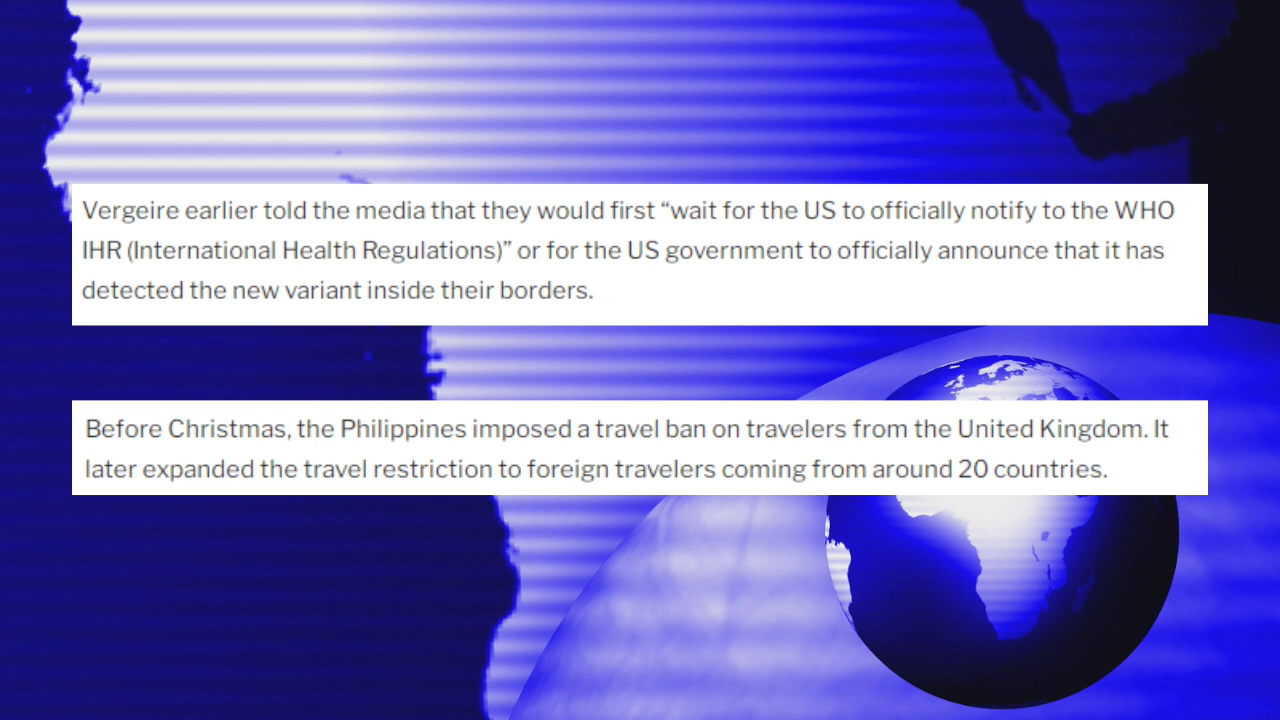 Vergeire earlier told the media that they would first “wait for the US to officially notify to the WHO
IHR (International Health Regulations)” or for the US government to officially announce that it has
detected the new variant inside their borders.
Before Christmas, the Philippines imposed a travel ban on travelers from the United Kingdom. It
later expanded the travel restriction to foreign travelers coming from around 20 countries.